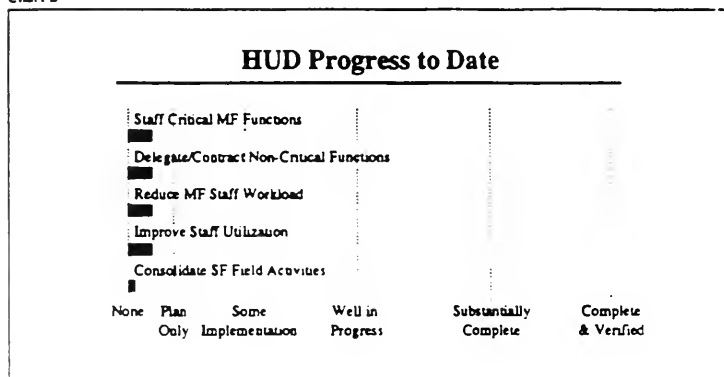 HUD Progress to Date
Staff Critical MF Functions
Delegate/Contract Non-Critical Functions
Reduce MF Staff Workload
Improve Staff Utilization
Consolidate SF Field Activities
None Plan Some Well in Substantially Complete
Only Implementation Progress Complete & Verified